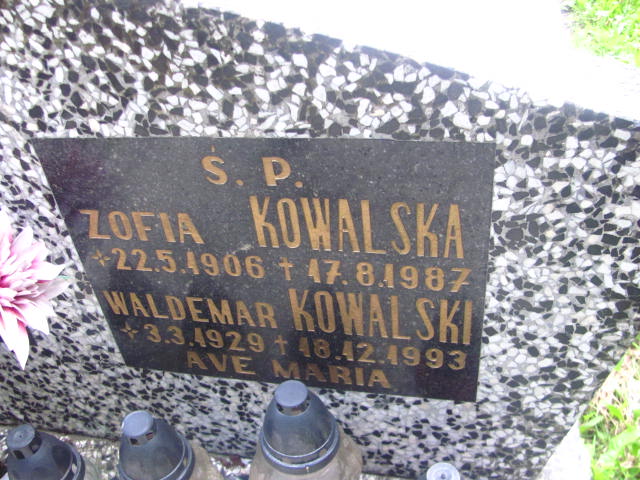 Ś. P.
ZOFIA KOWALSKA
* 22.5.1906 † 17.8.1987
WALDEMAR KOWALSKI
* 3.3.1929 † 18.12.1993
AVE MARIA